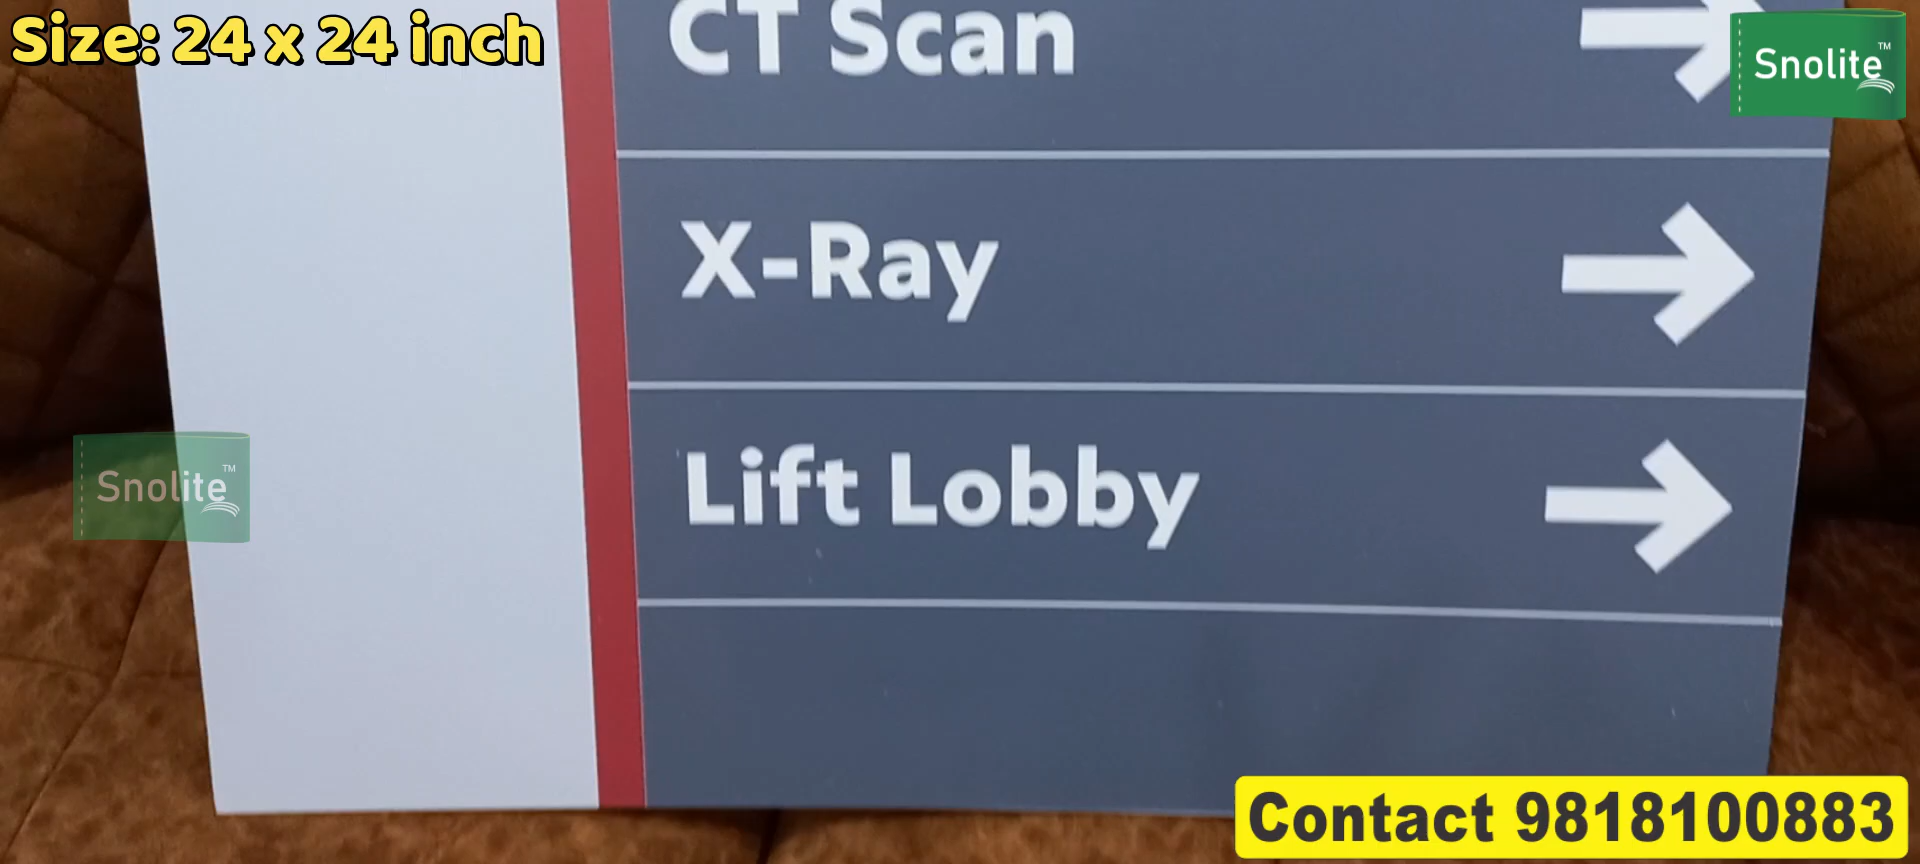 Size: 24 x 24 inch
CT Scan
Snolite™
X-Ray
Lift Lobby
Snolite™
Contact 9818100883